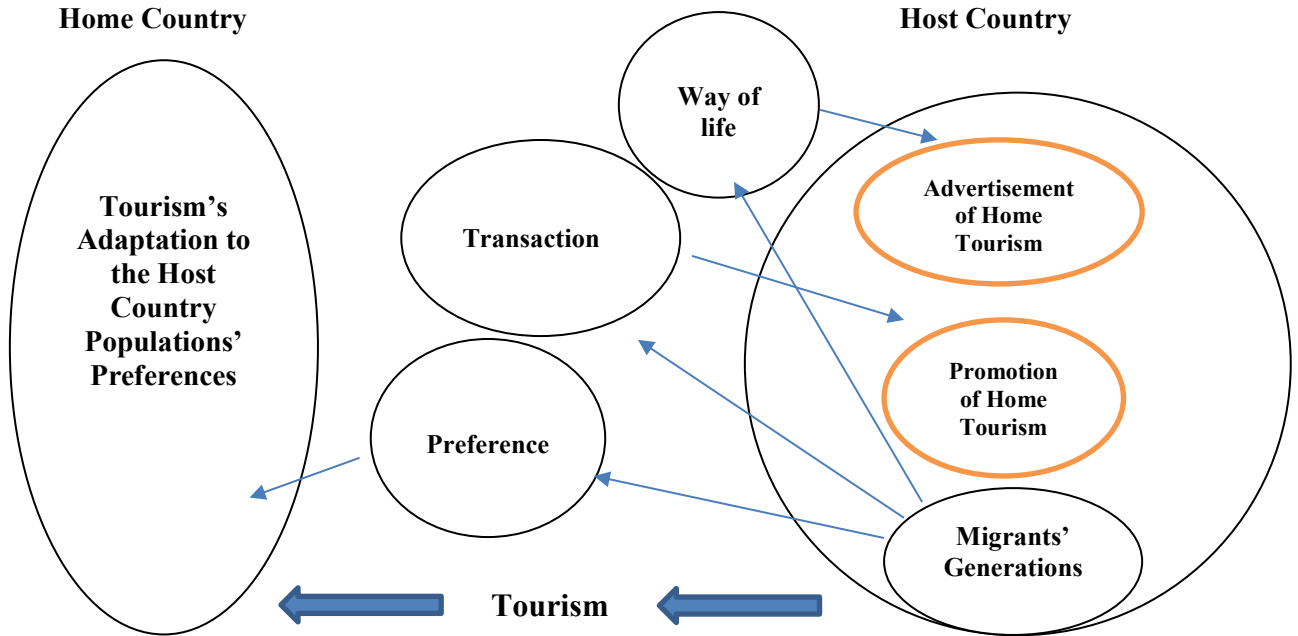 Home Country
Host Country
Way of
life
Advertisement
of Home
Tourism
Tourism’s
Adaptation to
the Host
Country
Populations’
Preferences
Transaction
Promotion
of Home
Tourism
Preference
Migrants’
Generations
Tourism